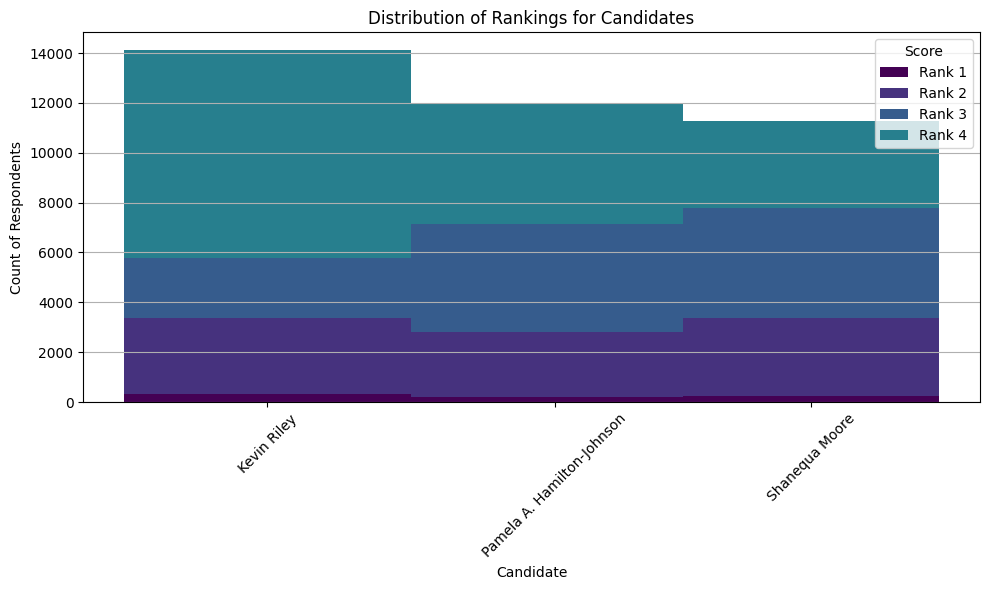 Distribution of Rankings for Candidates
Count of Respondents
14000
12000
10000
8000
6000
4000
2000
0
Score
Rank 1
Rank 2
Rank 3
Rank 4
Kevin Riley
Pamela A. Hamilton-Johnson
Shanequa Moore
Candidate